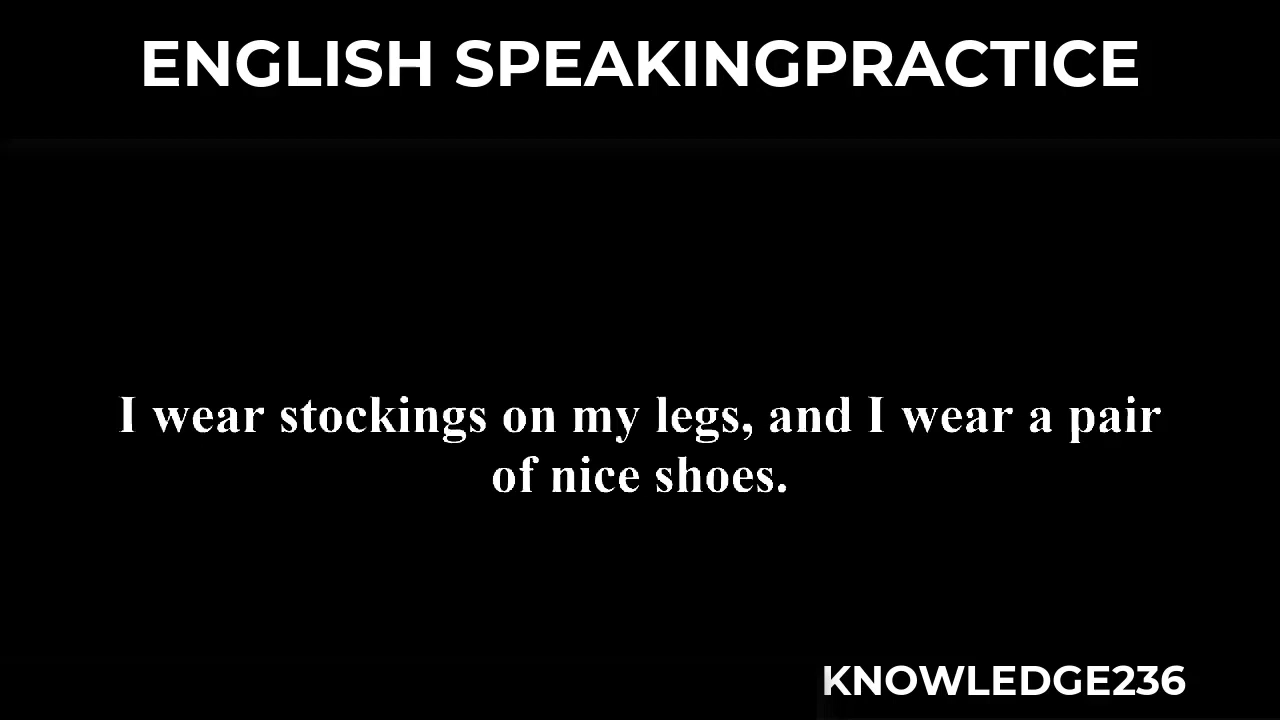 ENGLISH SPEAKINGPRACTICE
I wear stockings on my legs, and I wear a pair
of nice shoes.
KNOWLEDGE236